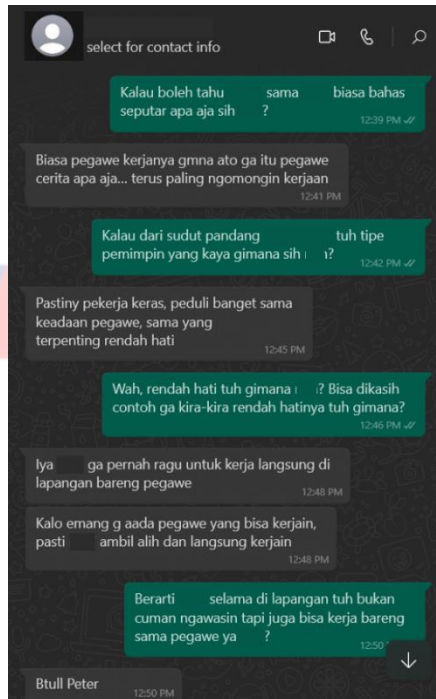 select for contact info
Kalau boleh tahu sama biasa bahas
seputar apa aja sih ?
12:39 PM
Biasa pegawe kerjanya gmna ato ga itu pegawe
cerita apa aja... terus paling ngomongin kerjaan
12:41 PM
Kalau dari sudut pandang tuh tipe
pemimpin yang kaya gimana sih ?
12:42 PM
Pastiny pekerja keras, peduli banget sama
keadaan pegawe, sama yang
terpenting rendah hati
12:45 PM
Wah, rendah hati tuh gimana ? Bisa dikasih
contoh ga kira-kira rendah hatinya tuh gimana?
12:46 PM
Iya ga pernah ragu untuk kerja langsung di
lapangan bareng pegawe
12:48 PM
Kalo emang g aada pegawe yang bisa kerjain,
pasti ambil alih dan langsung kerjain
12:48 PM
Berarti selama di lapangan tuh bukan
cuman ngawasin tapi juga bisa kerja bareng
sama pegawe ya ?
12:50
Btull Peter
12:50 PM